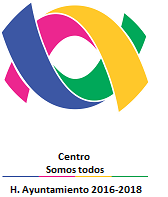 Centro
Somos todos
H. Ayuntamiento 2016-2018